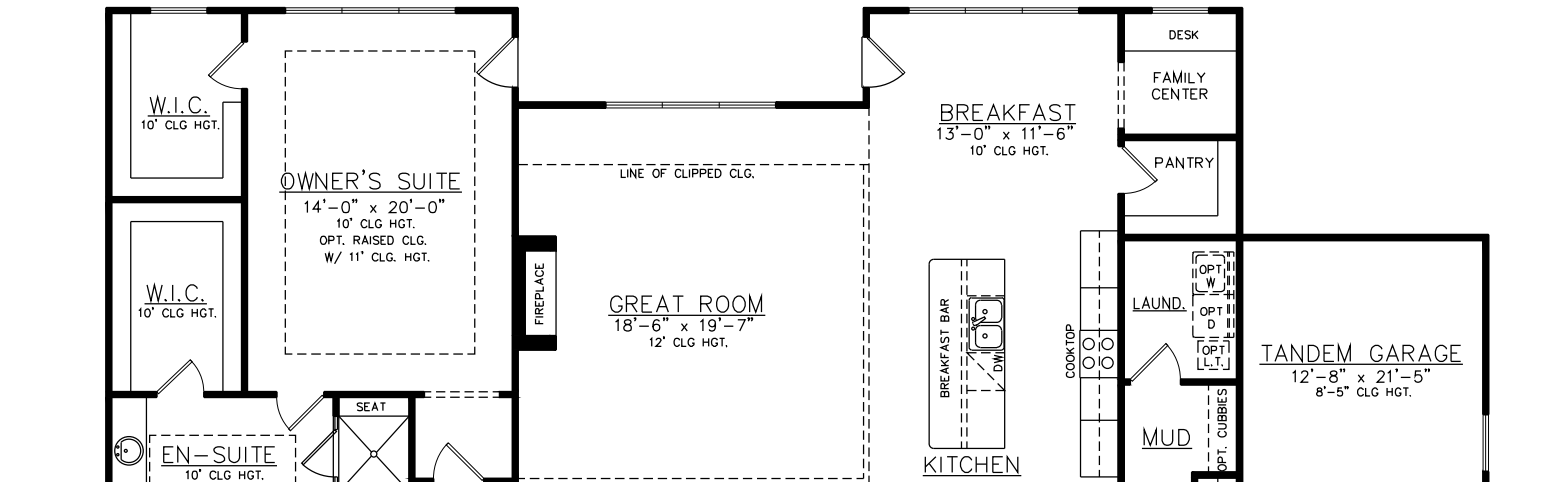 DESK
FAMILY
CENTER
W.I.C.
10' CLG HGT.
BREAKFAST
13'-0" x 11'-6"
10' CLG HGT.
PANTRY
LINE OF CLIPPED CLG.
OWNER'S SUITE
14'-0" x 20'-0"
10' CLG HGT.
OPT. RAISED CLG.
W/ 11' CLG. HGT.
FIREPLACE
W.I.C.
10' CLG HGT.
GREAT ROOM
18'-6" x 19'-7"
12' CLG HGT.
BREAKFAST BAR
DW
COOKTOP
LAUND.
OPT
W
OPT
D
OPT
L.T.
TANDEM GARAGE
12'-8" x 21'-5"
8'-5" CLG HGT.
SEAT
EN-SUITE
10' CLG HGT.
KITCHEN
MUD
OPT. CUBBIES